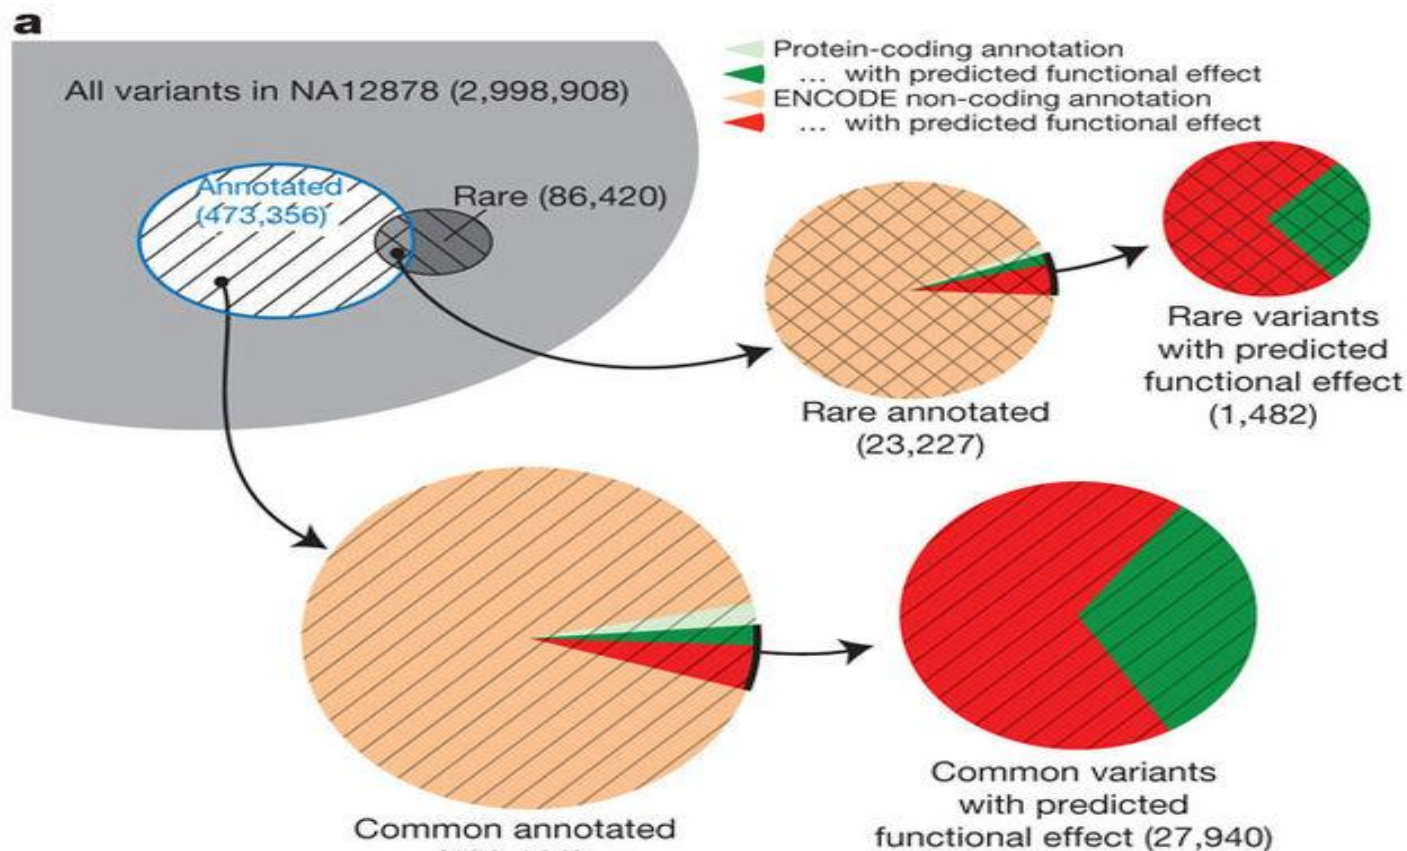 a
All variants in NA12878 (2,998,908)
Annotated
(473,356)
Rare (86,420)
Protein-coding annotation
... with predicted functional effect
ENCODE non-coding annotation
... with predicted functional effect
Rare annotated
(23,227)
Rare variants
with predicted
functional effect
(1,482)
Common annotated
Common variants
with predicted
functional effect (27,940)